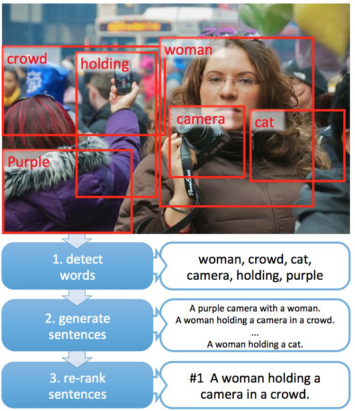 crowd
holding
woman
camera
cat
Purple
1. detect
words
woman, crowd, cat,
camera, holding, purple
2. generate
sentences
A purple camera with a woman.
A woman holding a camera in a crowd.
...
A woman holding a cat.
3. re-rank
sentences
#1 A woman holding a
camera in a crowd.